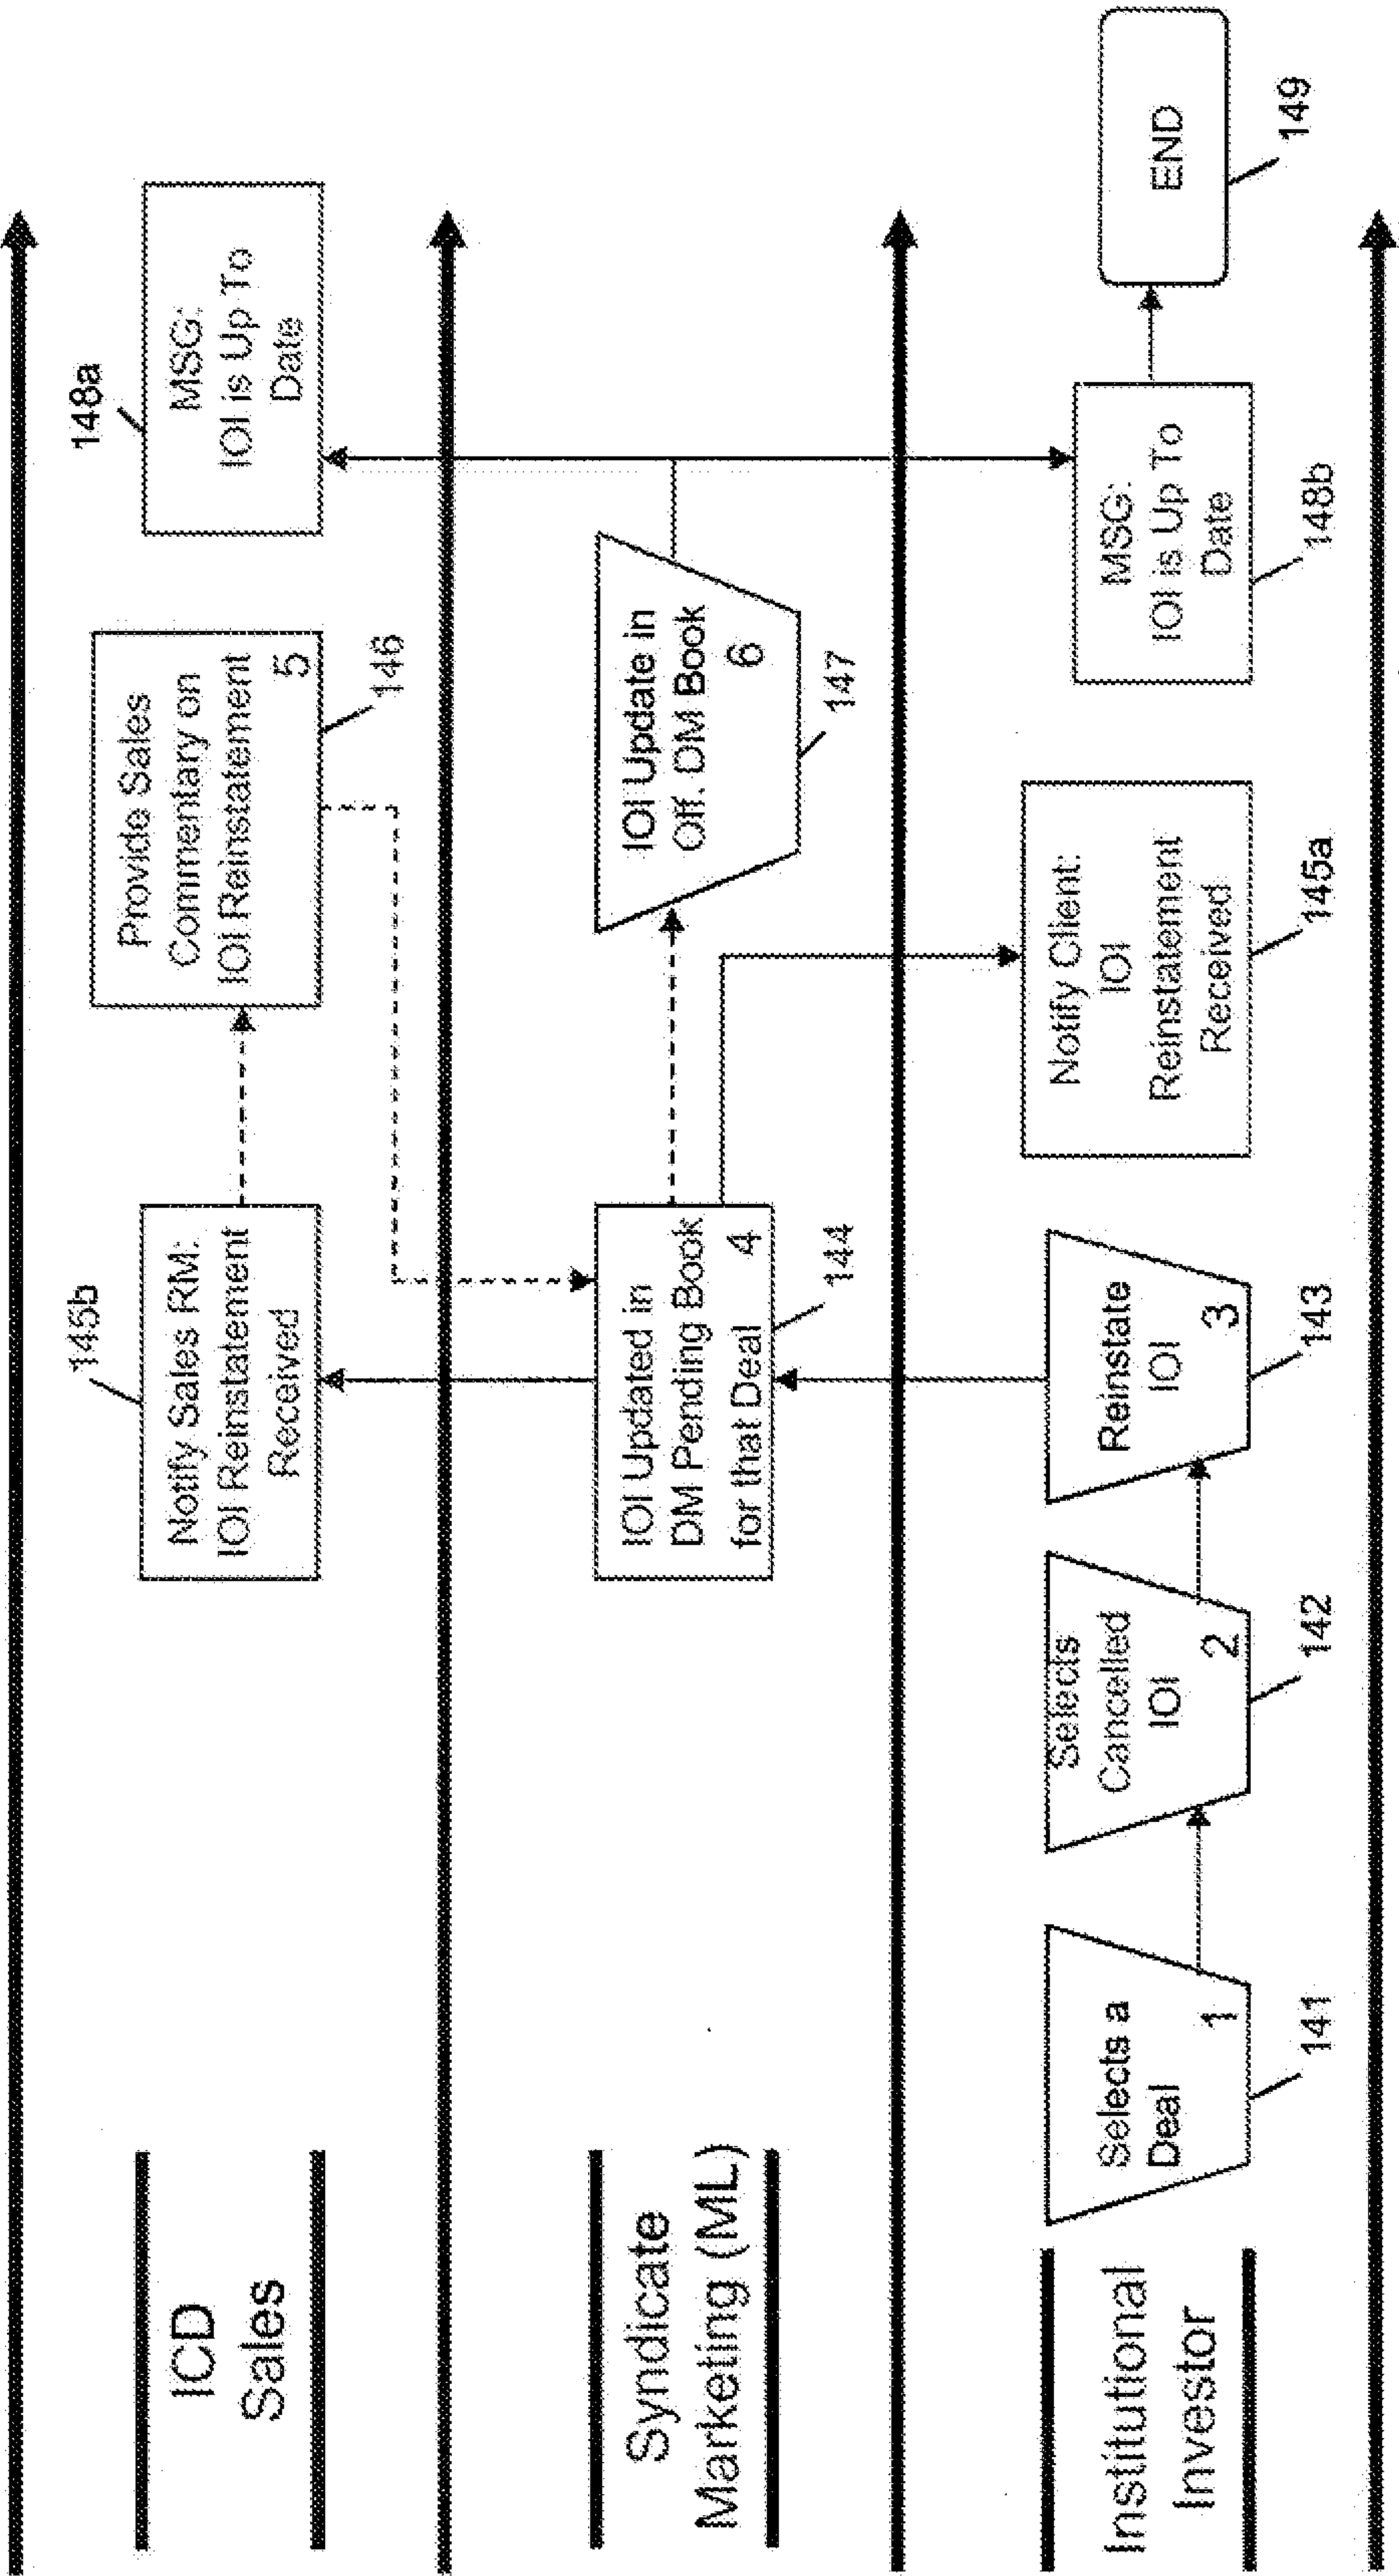 ICD
Sales
145b
Notify Sales RM:
IOI Reinstatement
Received
Provide Sales
Commentary on
IOI Reinstatement
5
146
148a
MSG:
IOI is Up To
Date
Syndicate
Marketing (ML)
IOI Updated in
DM Pending Book
for that Deal 4
144
IOI Update in
Off. DM Book
6
147
Institutional
Investor
Selects a
Deal
1
141
Selects
Cancelled
IOI
2
142
Reinstate
IOI
3
143
Notify Client:
IOI
Reinstatement
Received
145a
MSG:
IOI is Up To
Date
148b
END
149